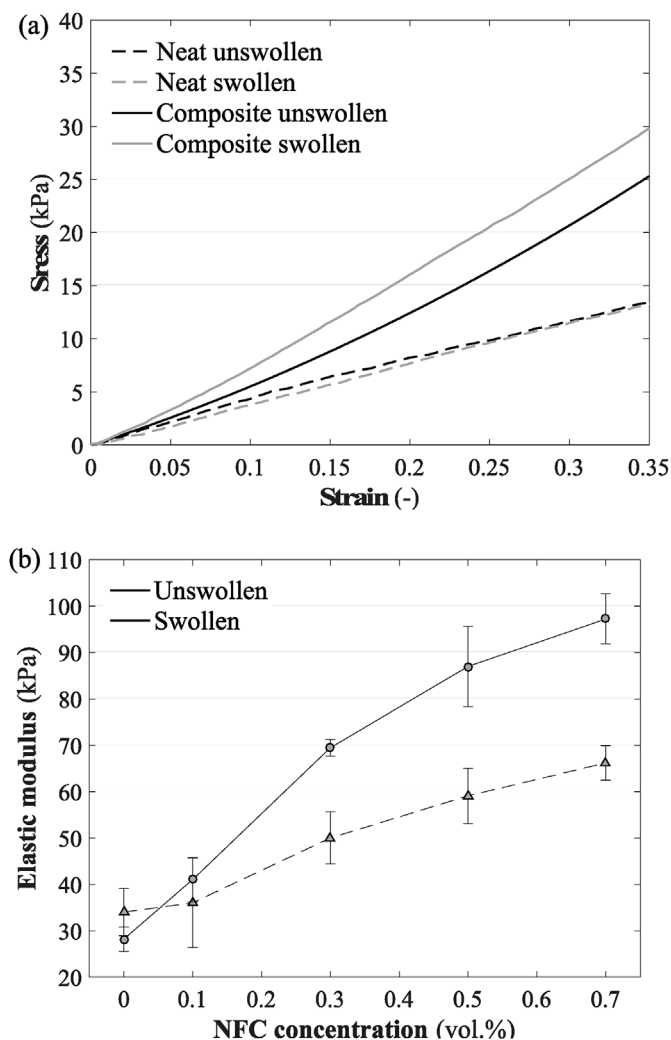 (a)
40
35
30
25
20
15
10
5
0
Sress (kPa)
Neat unswollen
Neat swollen
Composite unswollen
Composite swollen
0 0.05 0.1 0.15 0.2 0.25 0.3 0.35
Strain (-)
(b)
110
100
90
80
70
60
50
40
30
20
Elastic modulus (kPa)
Unswollen
Swollen
0 0.1 0.2 0.3 0.4 0.5 0.6 0.7
NFC concentration (vol.%)